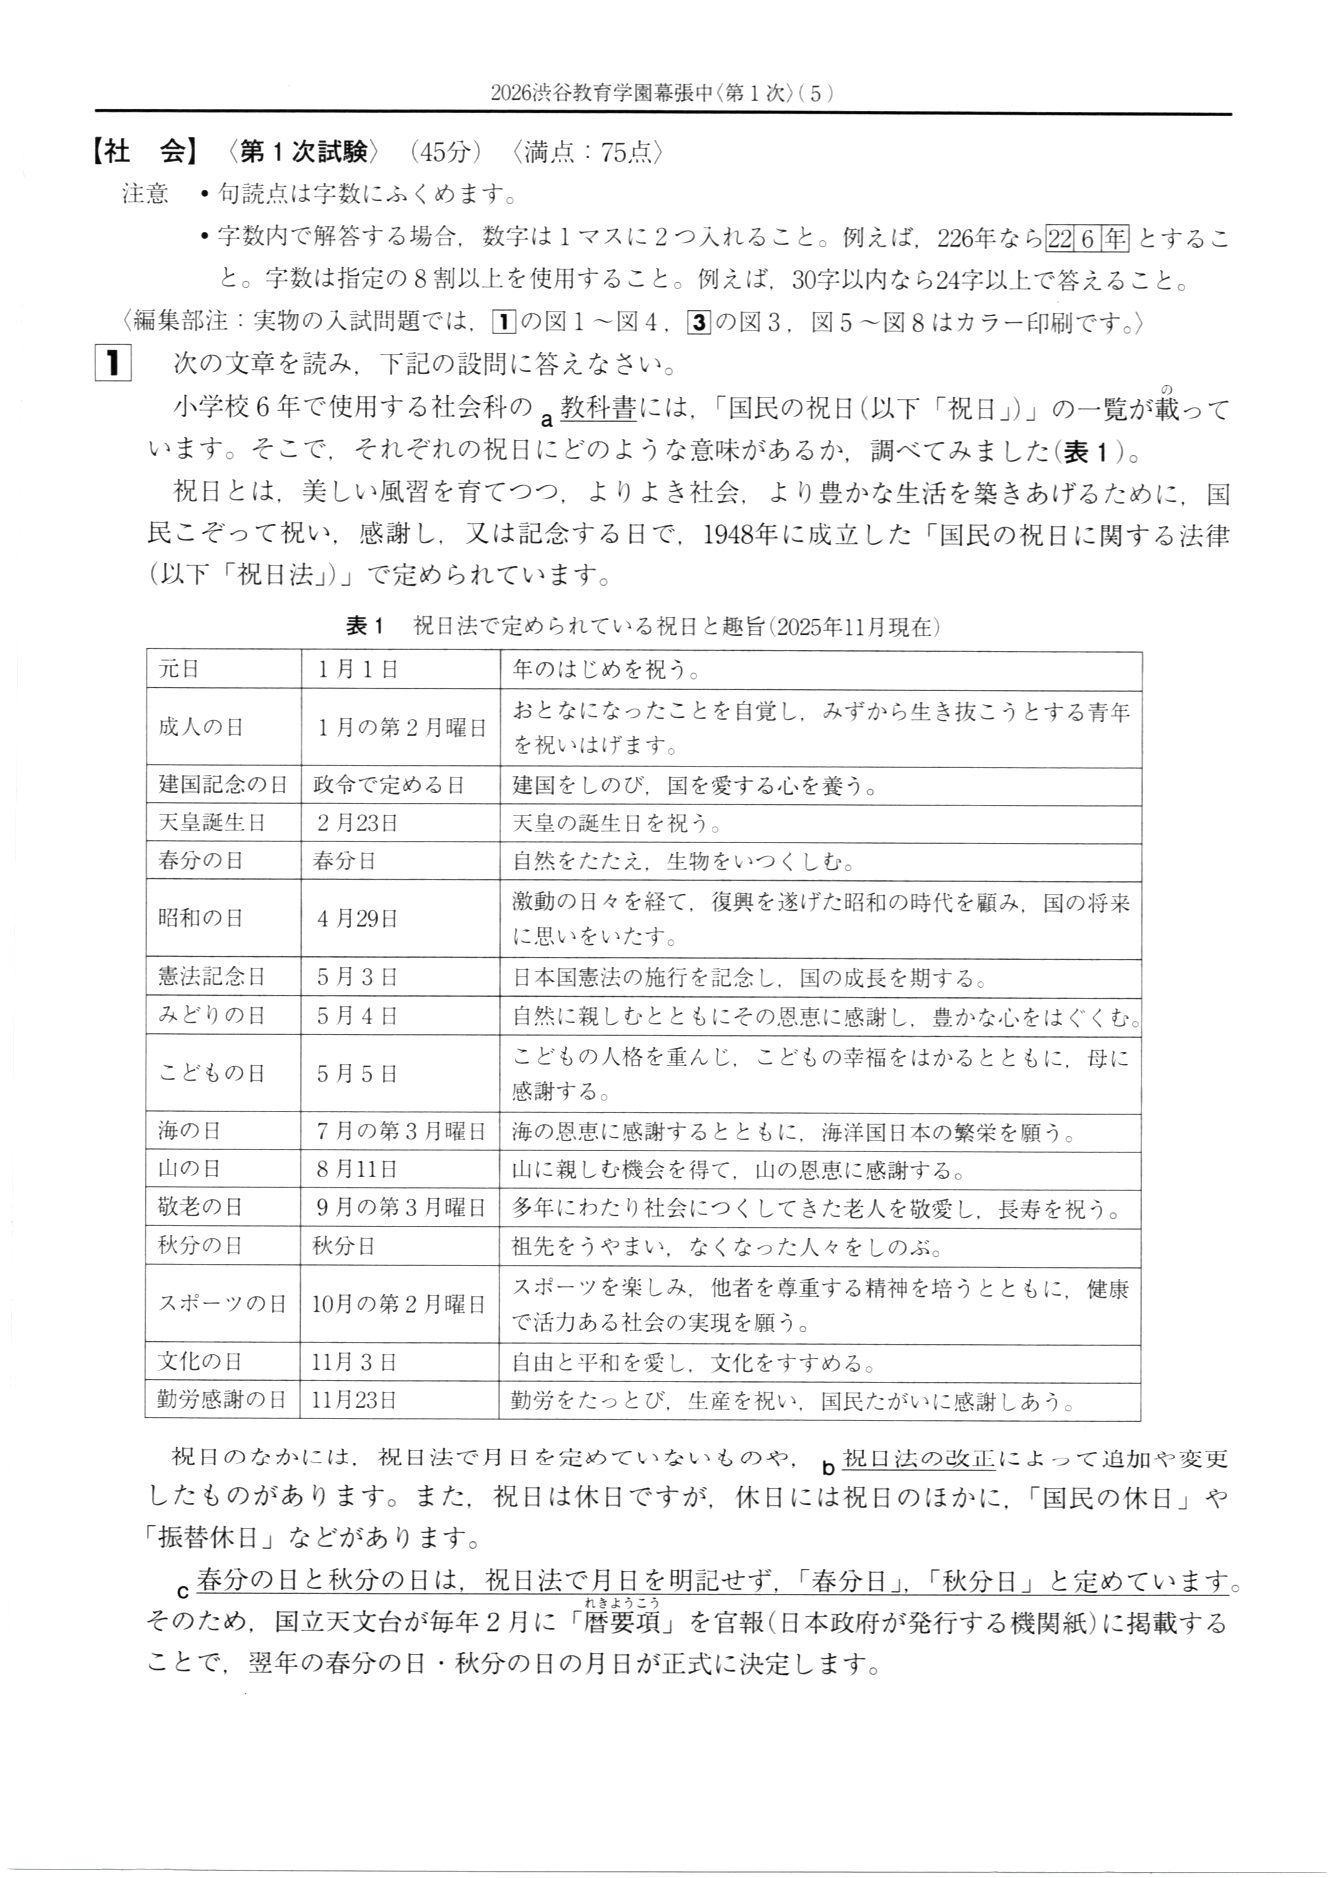 2026渋谷教育学園幕張中〈第1次〉(5)
【社　会】〈第1次試験〉（45分）〈満点：75点〉
注意　・句読点は字数にふくめます。
・字数内で解答する場合，数字は1マスに2つ入れること。例えば，226年なら22 6 年とするこ
と。字数は指定の8割以上を使用すること。例えば，30字以内なら24字以上で答えること。
〈編集部注：実物の入試問題では，1の図1～図4，3の図3，図5～図8はカラー印刷です。〉
1　次の文章を読み，下記の設問に答えなさい。
小学校6年で使用する社会科のa教科書には，「国民の祝日(以下「祝日」)」の一覧が載(の)って
います。そこで，それぞれの祝日にどのような意味があるか，調べてみました(表1)。
祝日とは，美しい風習を育てつつ，よりよき社会，より豊かな生活を築きあげるために，国
民こぞって祝い，感謝し，又は記念する日で，1948年に成立した「国民の祝日に関する法律
(以下「祝日法」)」で定められています。
表1　祝日法で定められている祝日と趣旨(2025年11月現在)
元日　1月1日　年のはじめを祝う。
成人の日　1月の第2月曜日　おとなになったことを自覚し，みずから生き抜こうとする青年
を祝いはげます。
建国記念の日　政令で定める日　建国をしのび，国を愛する心を養う。
天皇誕生日　2月23日　天皇の誕生日を祝う。
春分の日　春分日　自然をたたえ，生物をいつくしむ。
昭和の日　4月29日　激動の日々を経て，復興を遂げた昭和の時代を顧み，国の将来
に思いをいたす。
憲法記念日　5月3日　日本国憲法の施行を記念し，国の成長を期する。
みどりの日　5月4日　自然に親しむとともにその恩恵に感謝し，豊かな心をはぐくむ。
こどもの日　5月5日　こどもの人格を重んじ，こどもの幸福をはかるとともに，母に
感謝する。
海の日　7月の第3月曜日　海の恩恵に感謝するとともに，海洋国日本の繁栄を願う。
山の日　8月11日　山に親しむ機会を得て，山の恩恵に感謝する。
敬老の日　9月の第3月曜日　多年にわたり社会につくしてきた老人を敬愛し，長寿を祝う。
秋分の日　秋分日　祖先をうやまい，なくなった人々をしのぶ。
スポーツの日　10月の第2月曜日　スポーツを楽しみ，他者を尊重する精神を培うとともに，健康
で活力ある社会の実現を願う。
文化の日　11月3日　自由と平和を愛し，文化をすすめる。
勤労感謝の日　11月23日　勤労をたっとび，生産を祝い，国民たがいに感謝しあう。
祝日のなかには，祝日法で月日を定めていないものや，b祝日法の改正によって追加や変更
したものがあります。また，祝日は休日ですが，休日には祝日のほかに，「国民の休日」や
「振替休日」などがあります。
c春分の日と秋分の日は，祝日法で月日を明記せず，「春分日」，「秋分日」と定めています。
そのため，国立天文台が毎年2月に「暦要項(れきようこう)」を官報(日本政府が発行する機関紙)に掲載する
ことで，翌年の春分の日・秋分の日の月日が正式に決定します。